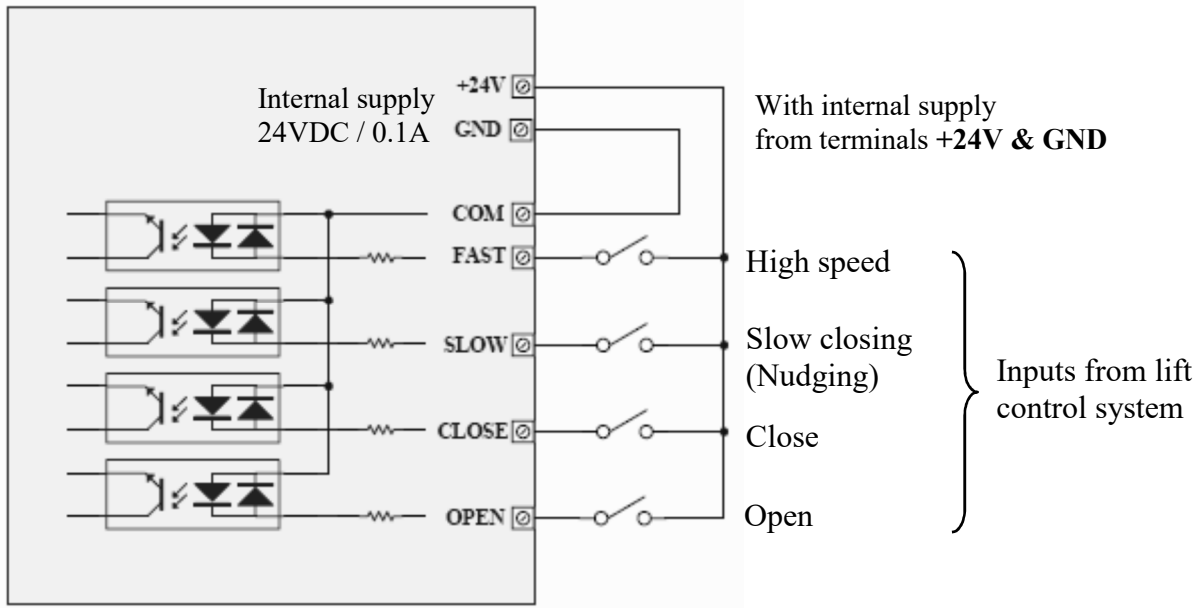 +24V
Internal supply
24VDC / 0.1A
GND
With internal supply
from terminals +24V & GND
COM
FAST
High speed
SLOW
Slow closing
(Nudging)
Inputs from lift
control system
CLOSE
Close
OPEN
Open